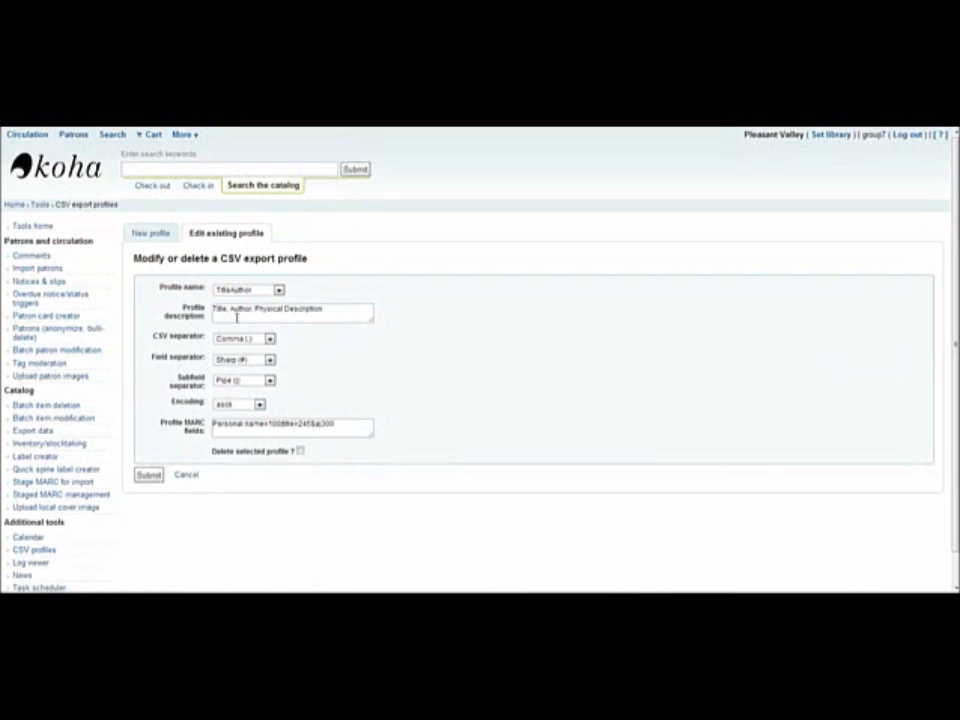 Circulation Patrons Search Cart More Pleasant Valley ( Set library ) | group7 ( Log out ) | [ ? ]
koha
Enter search keywords:
Submit
Check out Check in Search the catalog
Home › Tools › CSV export profiles
Tools home
Patrons and circulation
Comments
Import patrons
Notices & slips
Overdue notice/status
triggers
Patron card creator
Patrons (anonymize, bulk-
delete)
Batch patron modification
Tag moderation
Upload patron images
Catalog
Batch item deletion
Batch item modification
Export data
Inventory/stocktaking
Label creator
Quick spine label creator
Stage MARC for import
Staged MARC management
Upload local cover image
Additional tools
Calendar
CSV profiles
Log viewer
News
Task scheduler
New profile Edit existing profile
Modify or delete a CSV export profile
Profile name: TitleAuthor
Profile
description:
Title, Author, Physical Description
CSV separator: Comma (,)
Field separator: Sharp (#)
Subfield
separator:
Pipe (|)
Encoding: ascii
Profile MARC
fields:
Delete selected profile ?
Submit Cancel